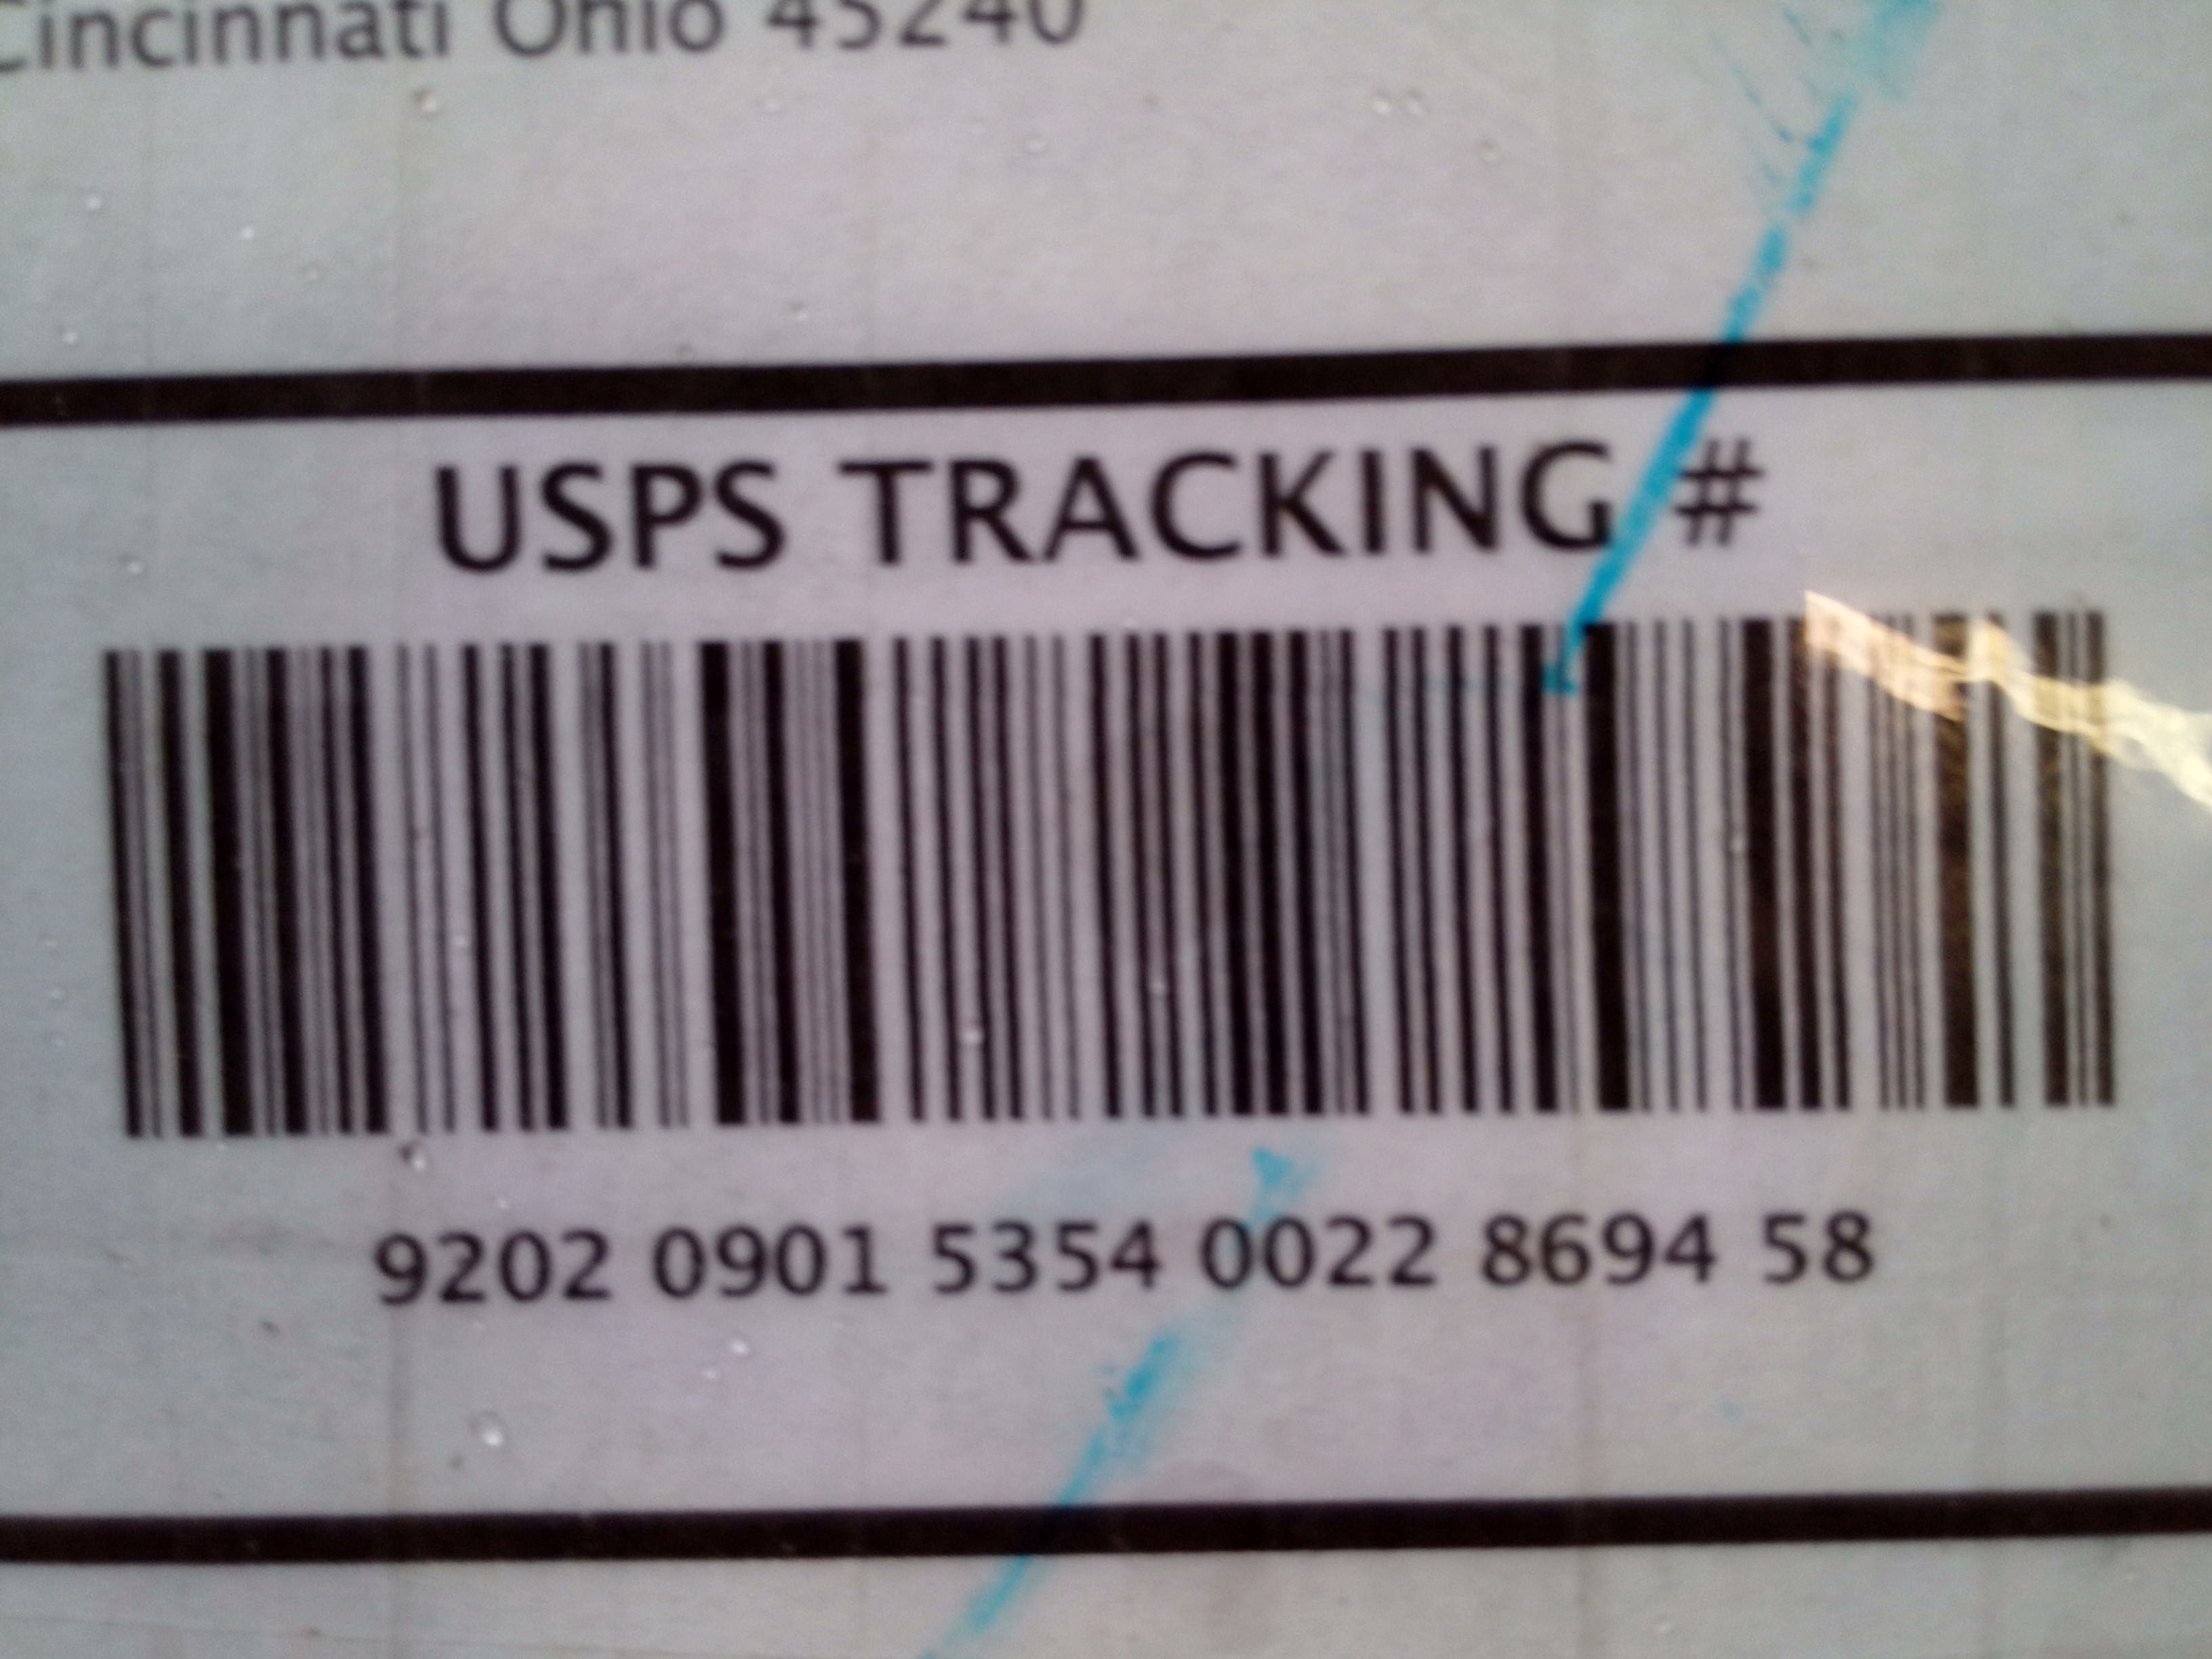 Cincinnati Ohio 45240
USPS TRACKING #
9202 0901 5354 0022 8694 58